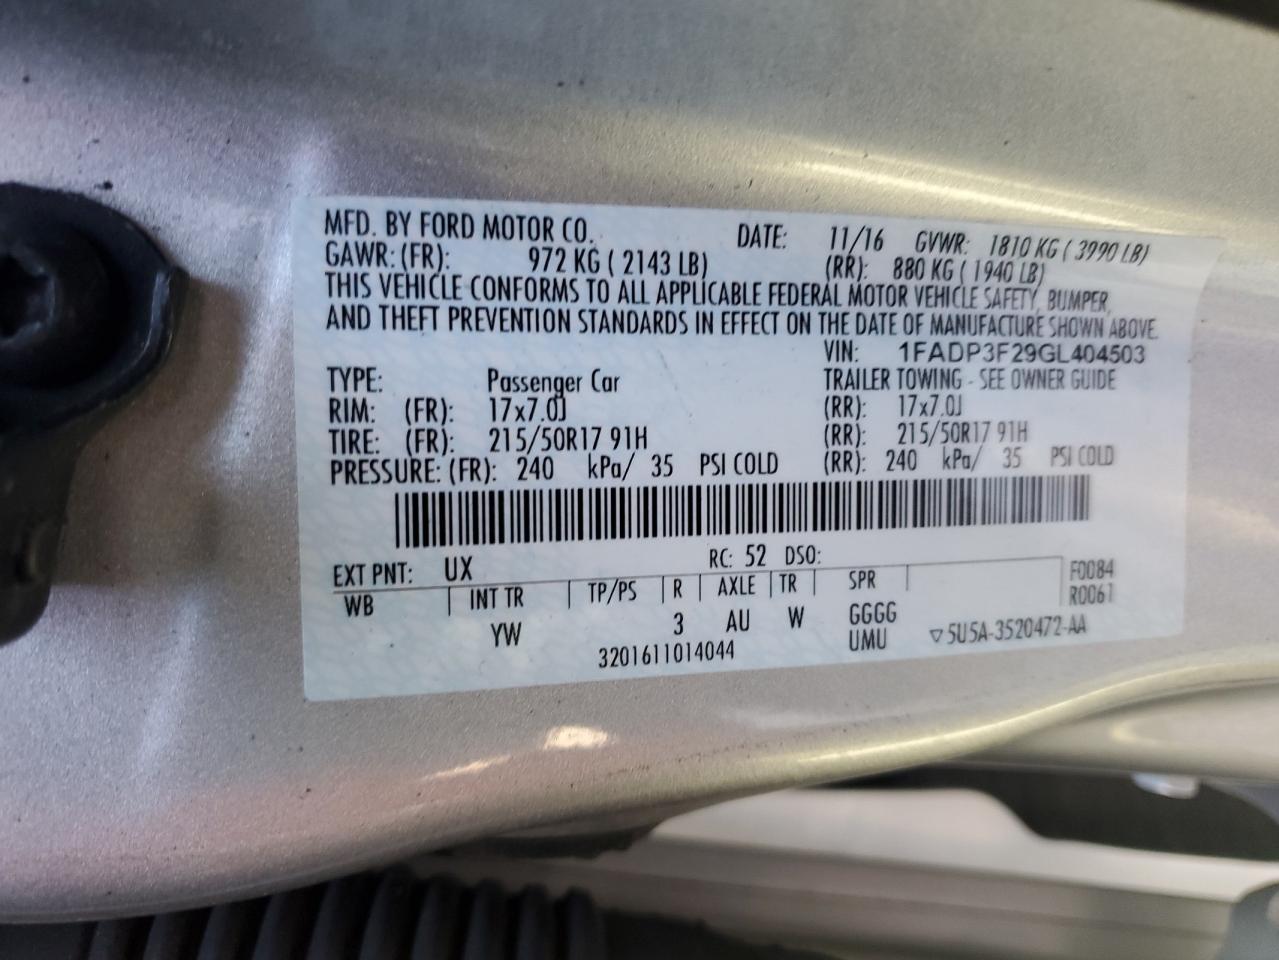 MFD. BY FORD MOTOR CO. DATE: 11/16 GVWR: 1810 KG ( 3990 LB)
GAWR: (FR): 972 KG ( 2143 LB) (RR): 880 KG ( 1940 LB)
THIS VEHICLE CONFORMS TO ALL APPLICABLE FEDERAL MOTOR VEHICLE SAFETY, BUMPER,
AND THEFT PREVENTION STANDARDS IN EFFECT ON THE DATE OF MANUFACTURE SHOWN ABOVE.
VIN: 1FADP3F29GL404503
TYPE: Passenger Car TRAILER TOWING - SEE OWNER GUIDE
RIM: (FR): 17x7.0J (RR): 17x7.0J
TIRE: (FR): 215/50R17 91H (RR): 215/50R17 91H
PRESSURE: (FR): 240 kPa/ 35 PSI COLD (RR): 240 kPa/ 35 PSI COLD
EXT PNT: UX RC: 52 DSO:
WB INT TR TP/PS R AXLE TR SPR F0084
R0061
YW 3 AU W GGGG
UMU ▽5U5A-3520472-AA
3201611014044